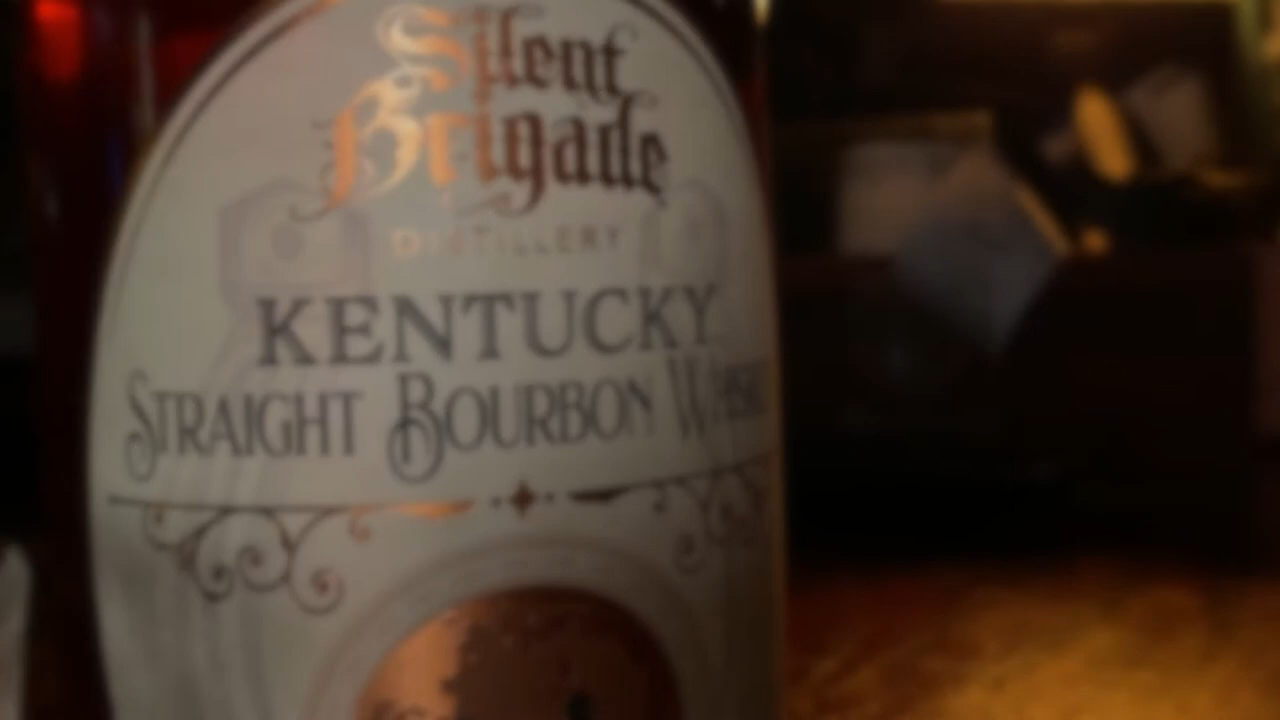 Silent
Brigade
DISTILLERY
KENTUCKY
STRAIGHT BOURBON